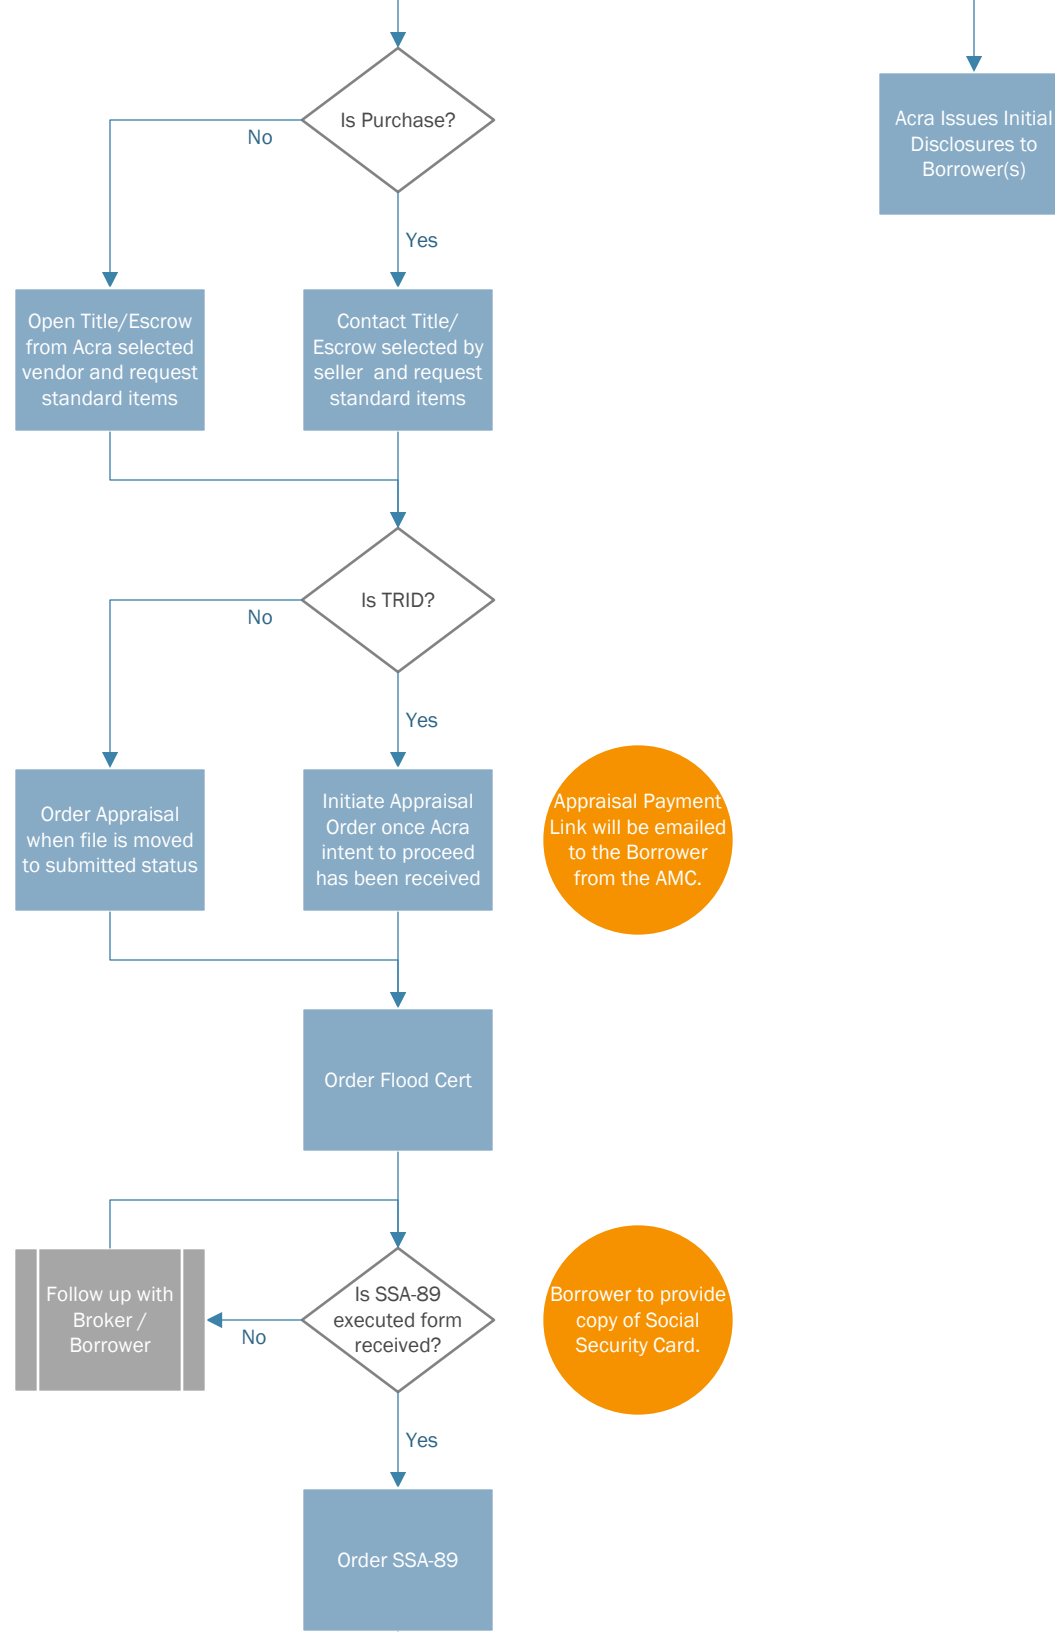 Is Purchase?
No
Yes
Acra Issues Initial
Disclosures to
Borrower(s)
Open Title/Escrow
from Acra selected
vendor and request
standard items
Contact Title/
Escrow selected by
seller  and request
standard items
Is TRID?
No
Yes
Order Appraisal
when file is moved
to submitted status
Initiate Appraisal
Order once Acra
intent to proceed
has been received
Appraisal Payment
Link will be emailed
to the Borrower
from the AMC.
Order Flood Cert
Follow up with
Broker /
Borrower
No
Is SSA-89
executed form
received?
Borrower to provide
copy of Social
Security Card.
Yes
Order SSA-89